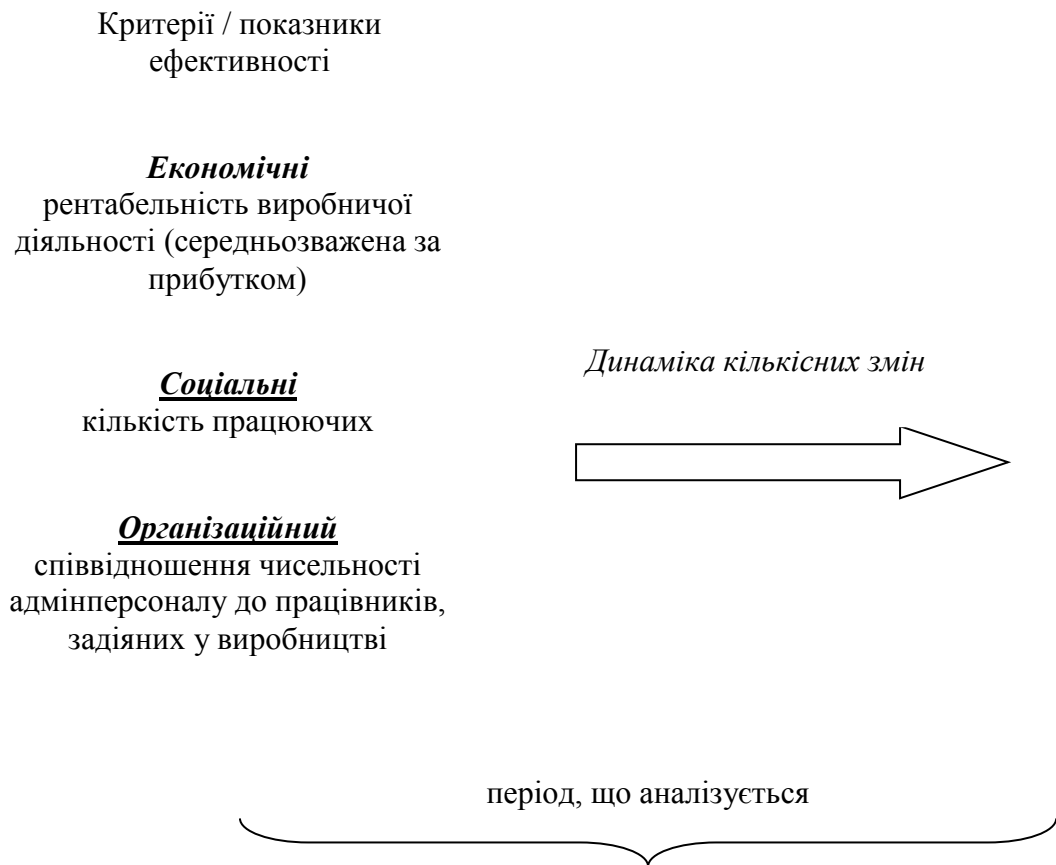 Критерії / показники
ефективності
Економічні
рентабельність виробничої
діяльності (середньозважена за
прибутком)
Соціальні
кількість працюючих
Організаційний
співвідношення чисельності
адмінперсоналу до працівників,
задіяних у виробництві
Динаміка кількісних змін
період, що аналізується